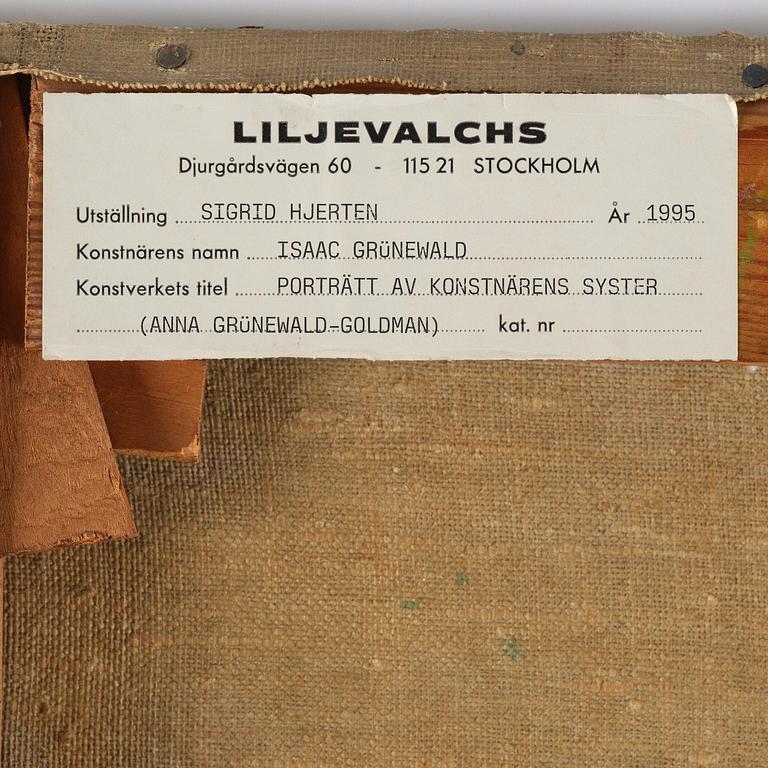 LILJEVALCHS
Djurgårdsvägen 60 - 115 21 STOCKHOLM
Utställning SIGRID HJERTEN År 1995
Konstnärens namn ISAAC GRüNEWALD
Konstverkets titel PORTRÄTT AV KONSTNÄRENS SYSTER
(ANNA GRüNEWALD-GOLDMAN) kat. nr